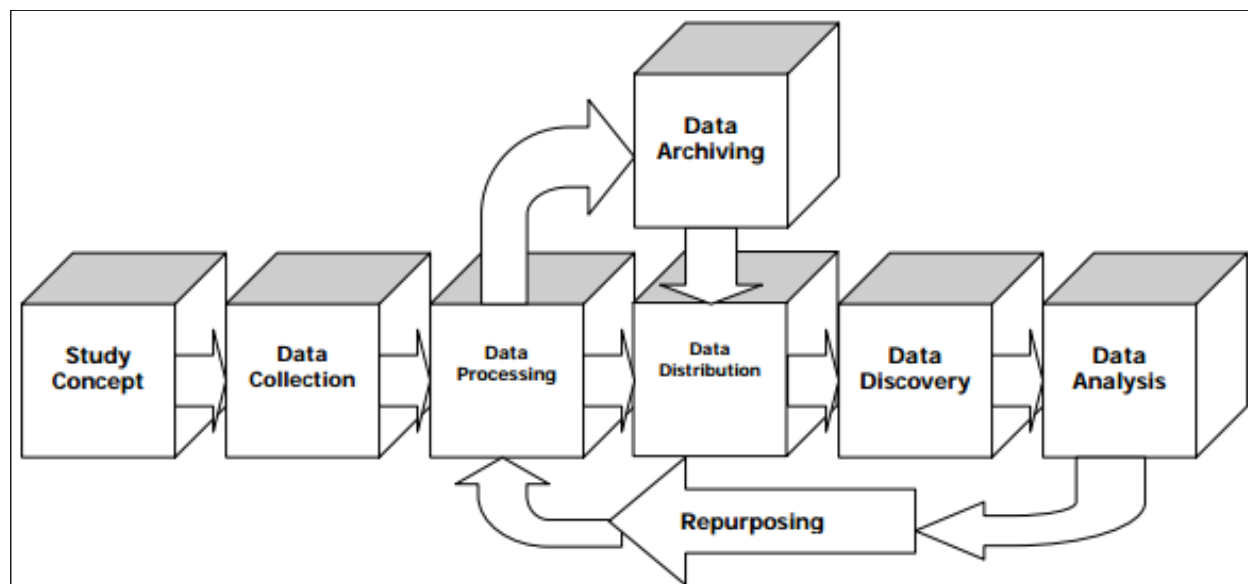 Data
Archiving
Study
Concept
Data
Collection
Data
Processing
Data
Distribution
Data
Discovery
Data
Analysis
Repurposing